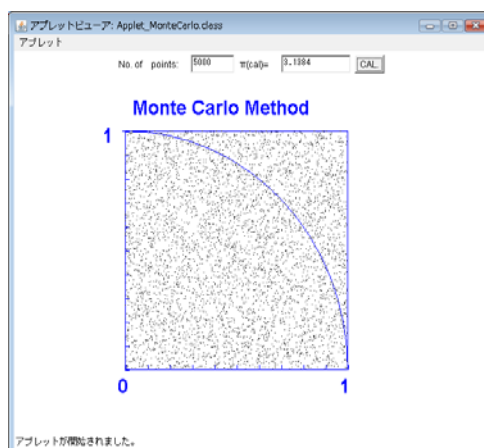 アプレットビューア: Applet_MonteCarlo.class
アプレット
No. of points: 5000 π(cal)= 3.1384 CAL
Monte Carlo Method
1
0 1
アプレットが開始されました。